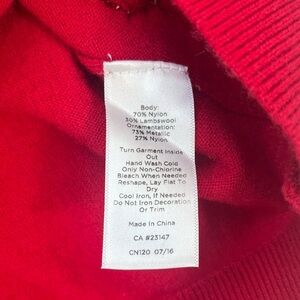 Body:
70% Nylon
30% Lambswool
Ornamentation:
73% Metallic
27% Nylon
Turn Garment Inside
Out
Hand Wash Cold
Only Non-Chlorine
Bleach When Needed
Reshape, Lay Flat To
Dry
Cool Iron, If Needed
Do Not Iron Decoration
Or Trim
Made In China
CA #23147
CN120 07/16